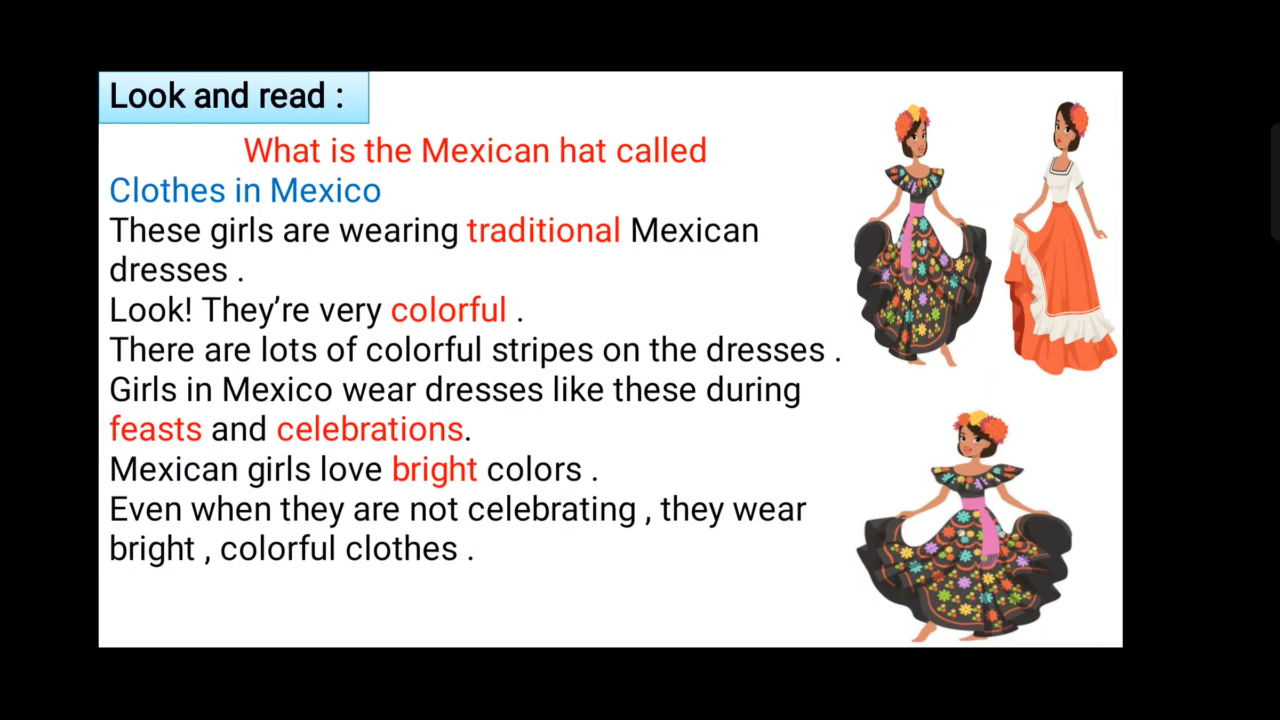 Look and read :
What is the Mexican hat called
Clothes in Mexico
These girls are wearing traditional Mexican
dresses .
Look! They’re very colorful .
There are lots of colorful stripes on the dresses .
Girls in Mexico wear dresses like these during
feasts and celebrations.
Mexican girls love bright colors .
Even when they are not celebrating , they wear
bright , colorful clothes .